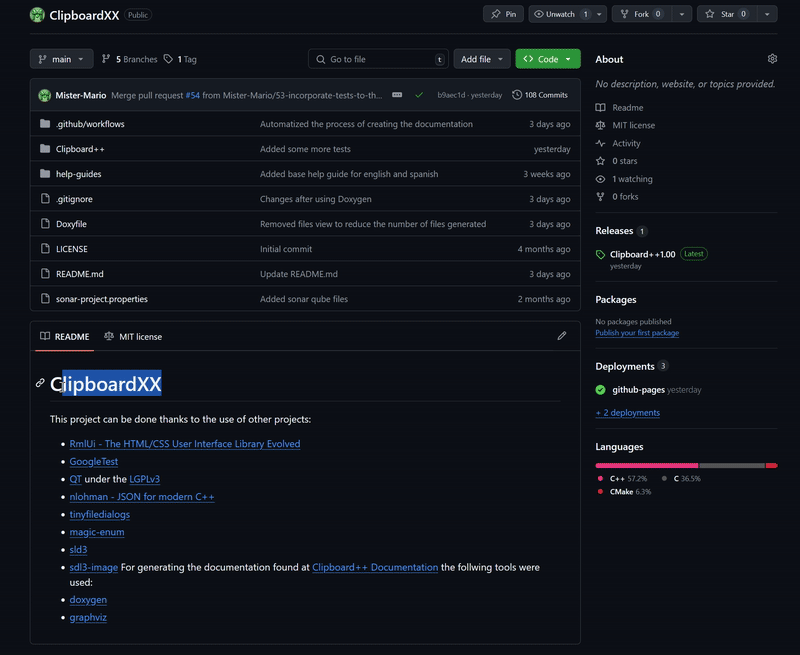 ClipboardXX Public Pin Unwatch 1 Fork 0 Star 0
main 5 Branches 1 Tag Go to file t Add file Code
Mister-Mario Merge pull request #54 from Mister-Mario/53-incorporate-tests-to-th... b9aec1d · yesterday 108 Commits
.github/workflows Automatized the process of creating the documentation 3 days ago
Clipboard++ Added some more tests yesterday
help-guides Added base help guide for english and spanish 3 weeks ago
.gitignore Changes after using Doxygen 3 days ago
Doxyfile Removed files view to reduce the number of files generated 3 days ago
LICENSE Initial commit 4 months ago
README.md Update README.md 3 days ago
sonar-project.properties Added sonar qube files 2 months ago
README MIT license
ClipboardXX
This project can be done thanks to the use of other projects:
RmlUi - The HTML/CSS User Interface Library Evolved
GoogleTest
QT under the LGPLv3
nlohman - JSON for modern C++
tinyfiledialogs
magic-enum
sld3
sdl3-image For generating the documentation found at Clipboard++ Documentation the follwing tools were
used:
doxygen
graphviz
About
No description, website, or topics provided.
Readme
MIT license
Activity
0 stars
1 watching
0 forks
Releases 1
Clipboard++1.00 Latest
yesterday
Packages
No packages published
Publish your first package
Deployments 3
github-pages yesterday
+ 2 deployments
Languages
C++ 57.2% C 36.5%
CMake 6.3%